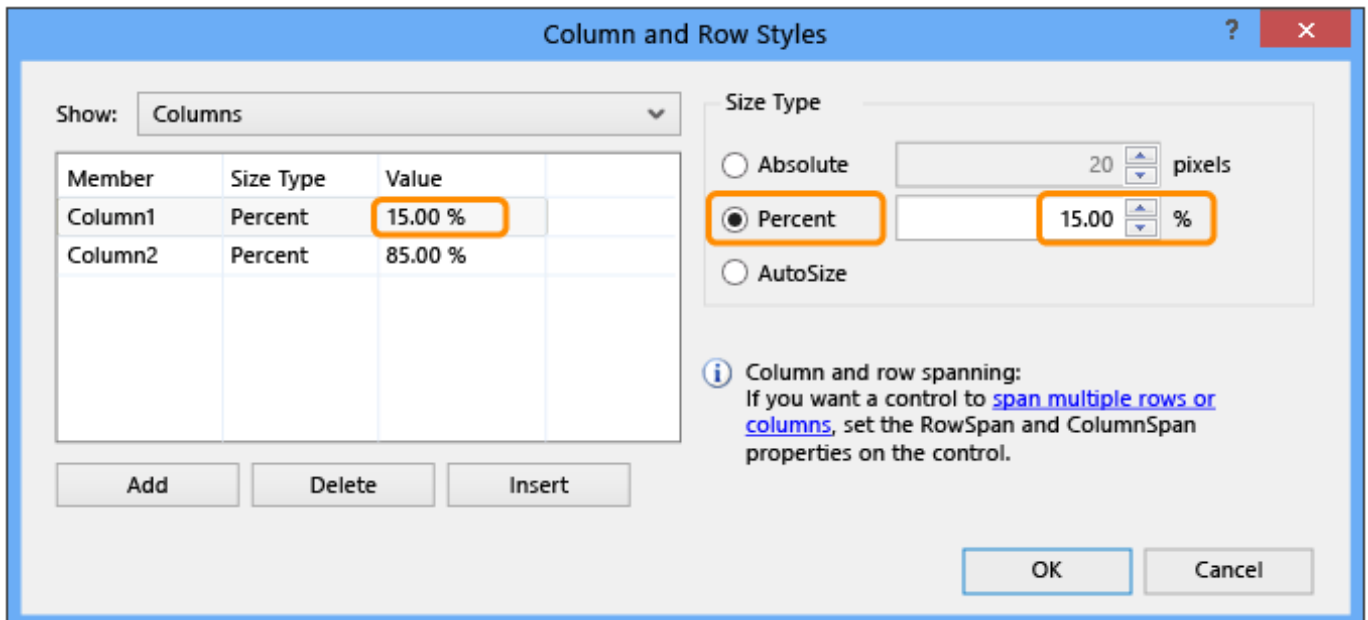 Column and Row Styles
?
Show: Columns
Member Size Type Value
Column1 Percent 15.00 %
Column2 Percent 85.00 %
Add Delete Insert
Size Type
Absolute 20 pixels
Percent 15.00 %
AutoSize
Column and row spanning:
If you want a control to span multiple rows or
columns, set the RowSpan and ColumnSpan
properties on the control.
OK Cancel